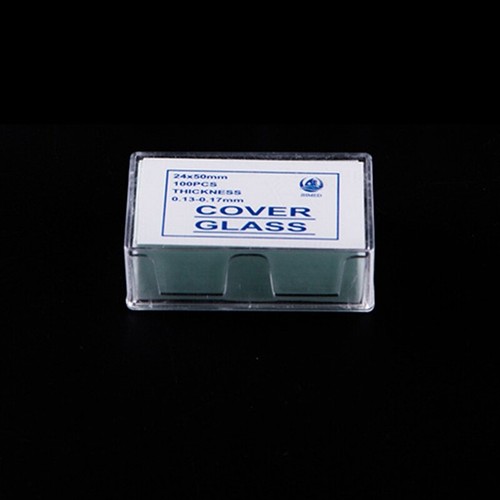 24x50mm
100PCS
THICKNESS
0.13-0.17mm
COVER
GLASS